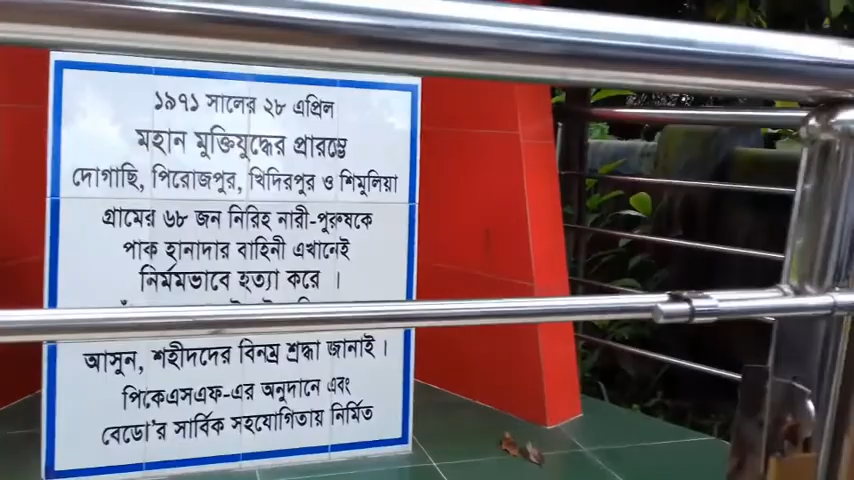 ১৯৭১ সালের ২৮ এপ্রিল
মহান মুক্তিযুদ্ধের প্রারম্ভে
দোগাছি, পিরোজপুর, খিদিরপুর ও শিমুলিয়া
গ্রামের ৬৮ জন নিরিহ নারী-পুরুষকে
পাক হানাদার বাহিনী এখানেই
নির্মমভাবে হত্যা করে ।
আসুন, শহীদদের বিনম্র শ্রদ্ধা জানাই ।
পিকেএসএফ-এর অনুদানে এবং
বেডো'র সার্বিক সহযোগিতায় নির্মিত